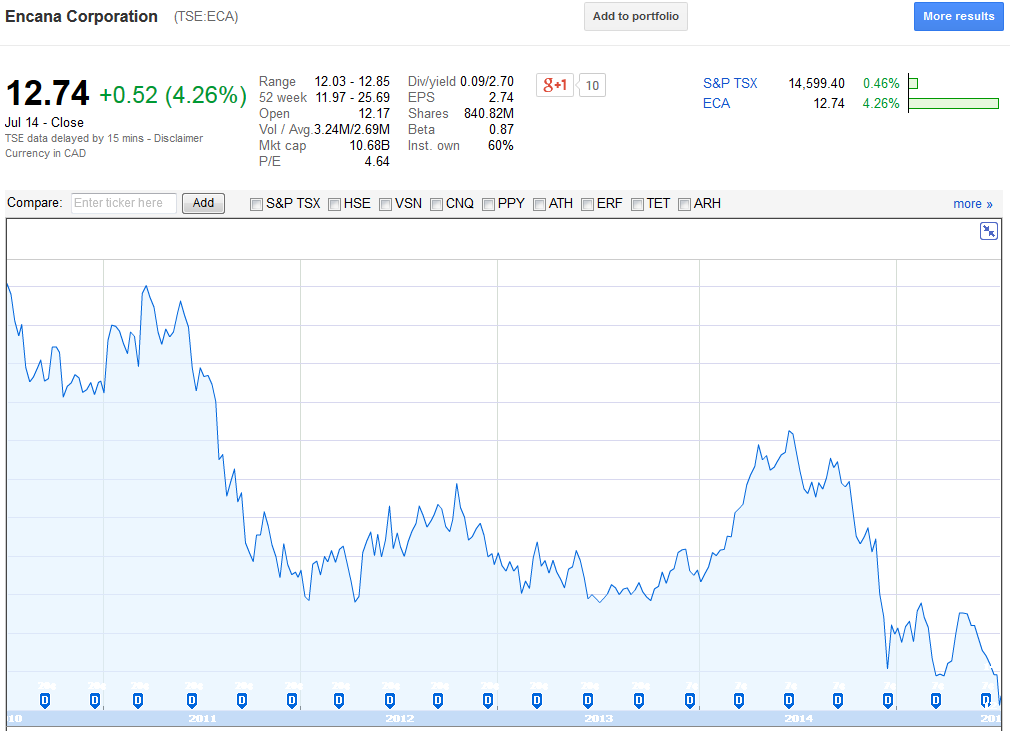 Encana Corporation (TSE:ECA) Add to portfolio More results
12.74 +0.52 (4.26%)
Jul 14 - Close
TSE data delayed by 15 mins - Disclaimer
Currency in CAD
Range 12.03 - 12.85
52 week 11.97 - 25.69
Open 12.17
Vol / Avg. 3.24M/2.69M
Mkt cap 10.68B
P/E 4.64
Div/yield 0.09/2.70
EPS 2.74
Shares 840.82M
Beta 0.87
Inst. own 60%
g+1 10
S&P TSX 14,599.40 0.46%
ECA 12.74 4.26%
Compare: Enter ticker here Add S&P TSX HSE VSN CNQ PPY ATH ERF TET ARH more »
D D D D D D D D D D D D D D D D D D D D
10 2011 2012 2013 2014 201